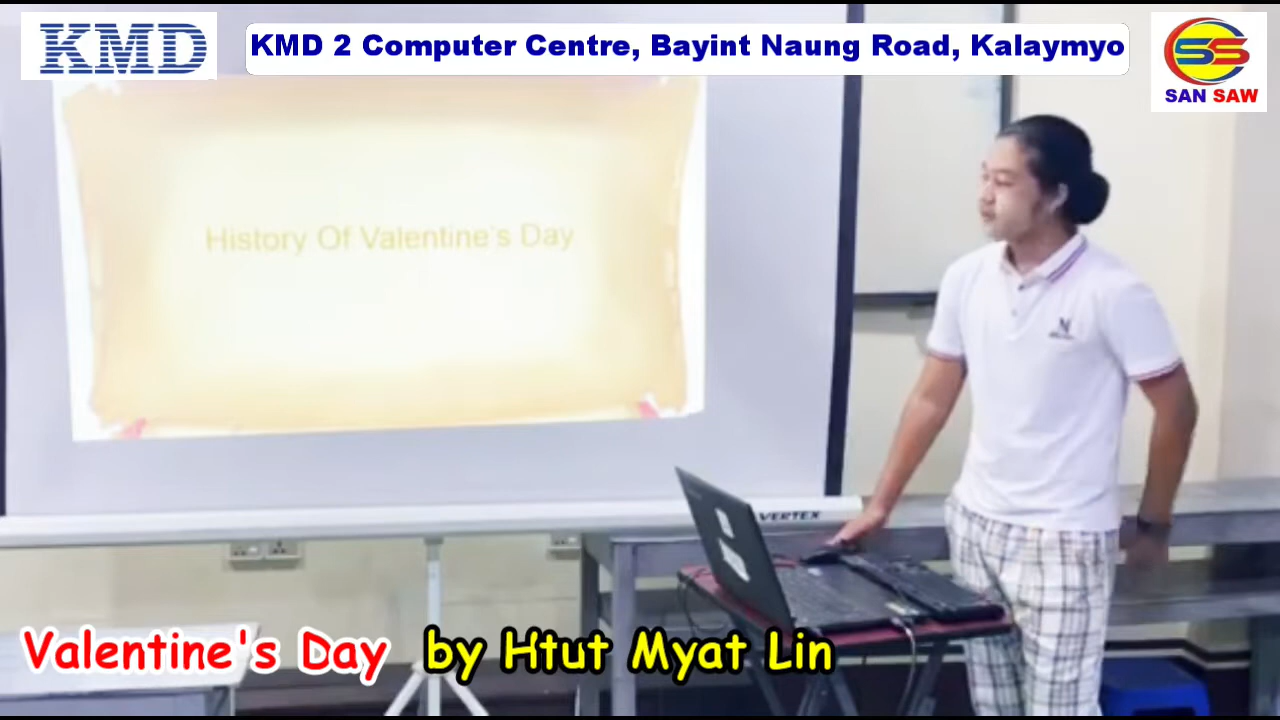 KMD
KMD 2 Computer Centre, Bayint Naung Road, Kalaymyo
SS
SAN SAW
History Of Valentine's Day
N
VERTEX
Valentine's Day by Htut Myat Lin